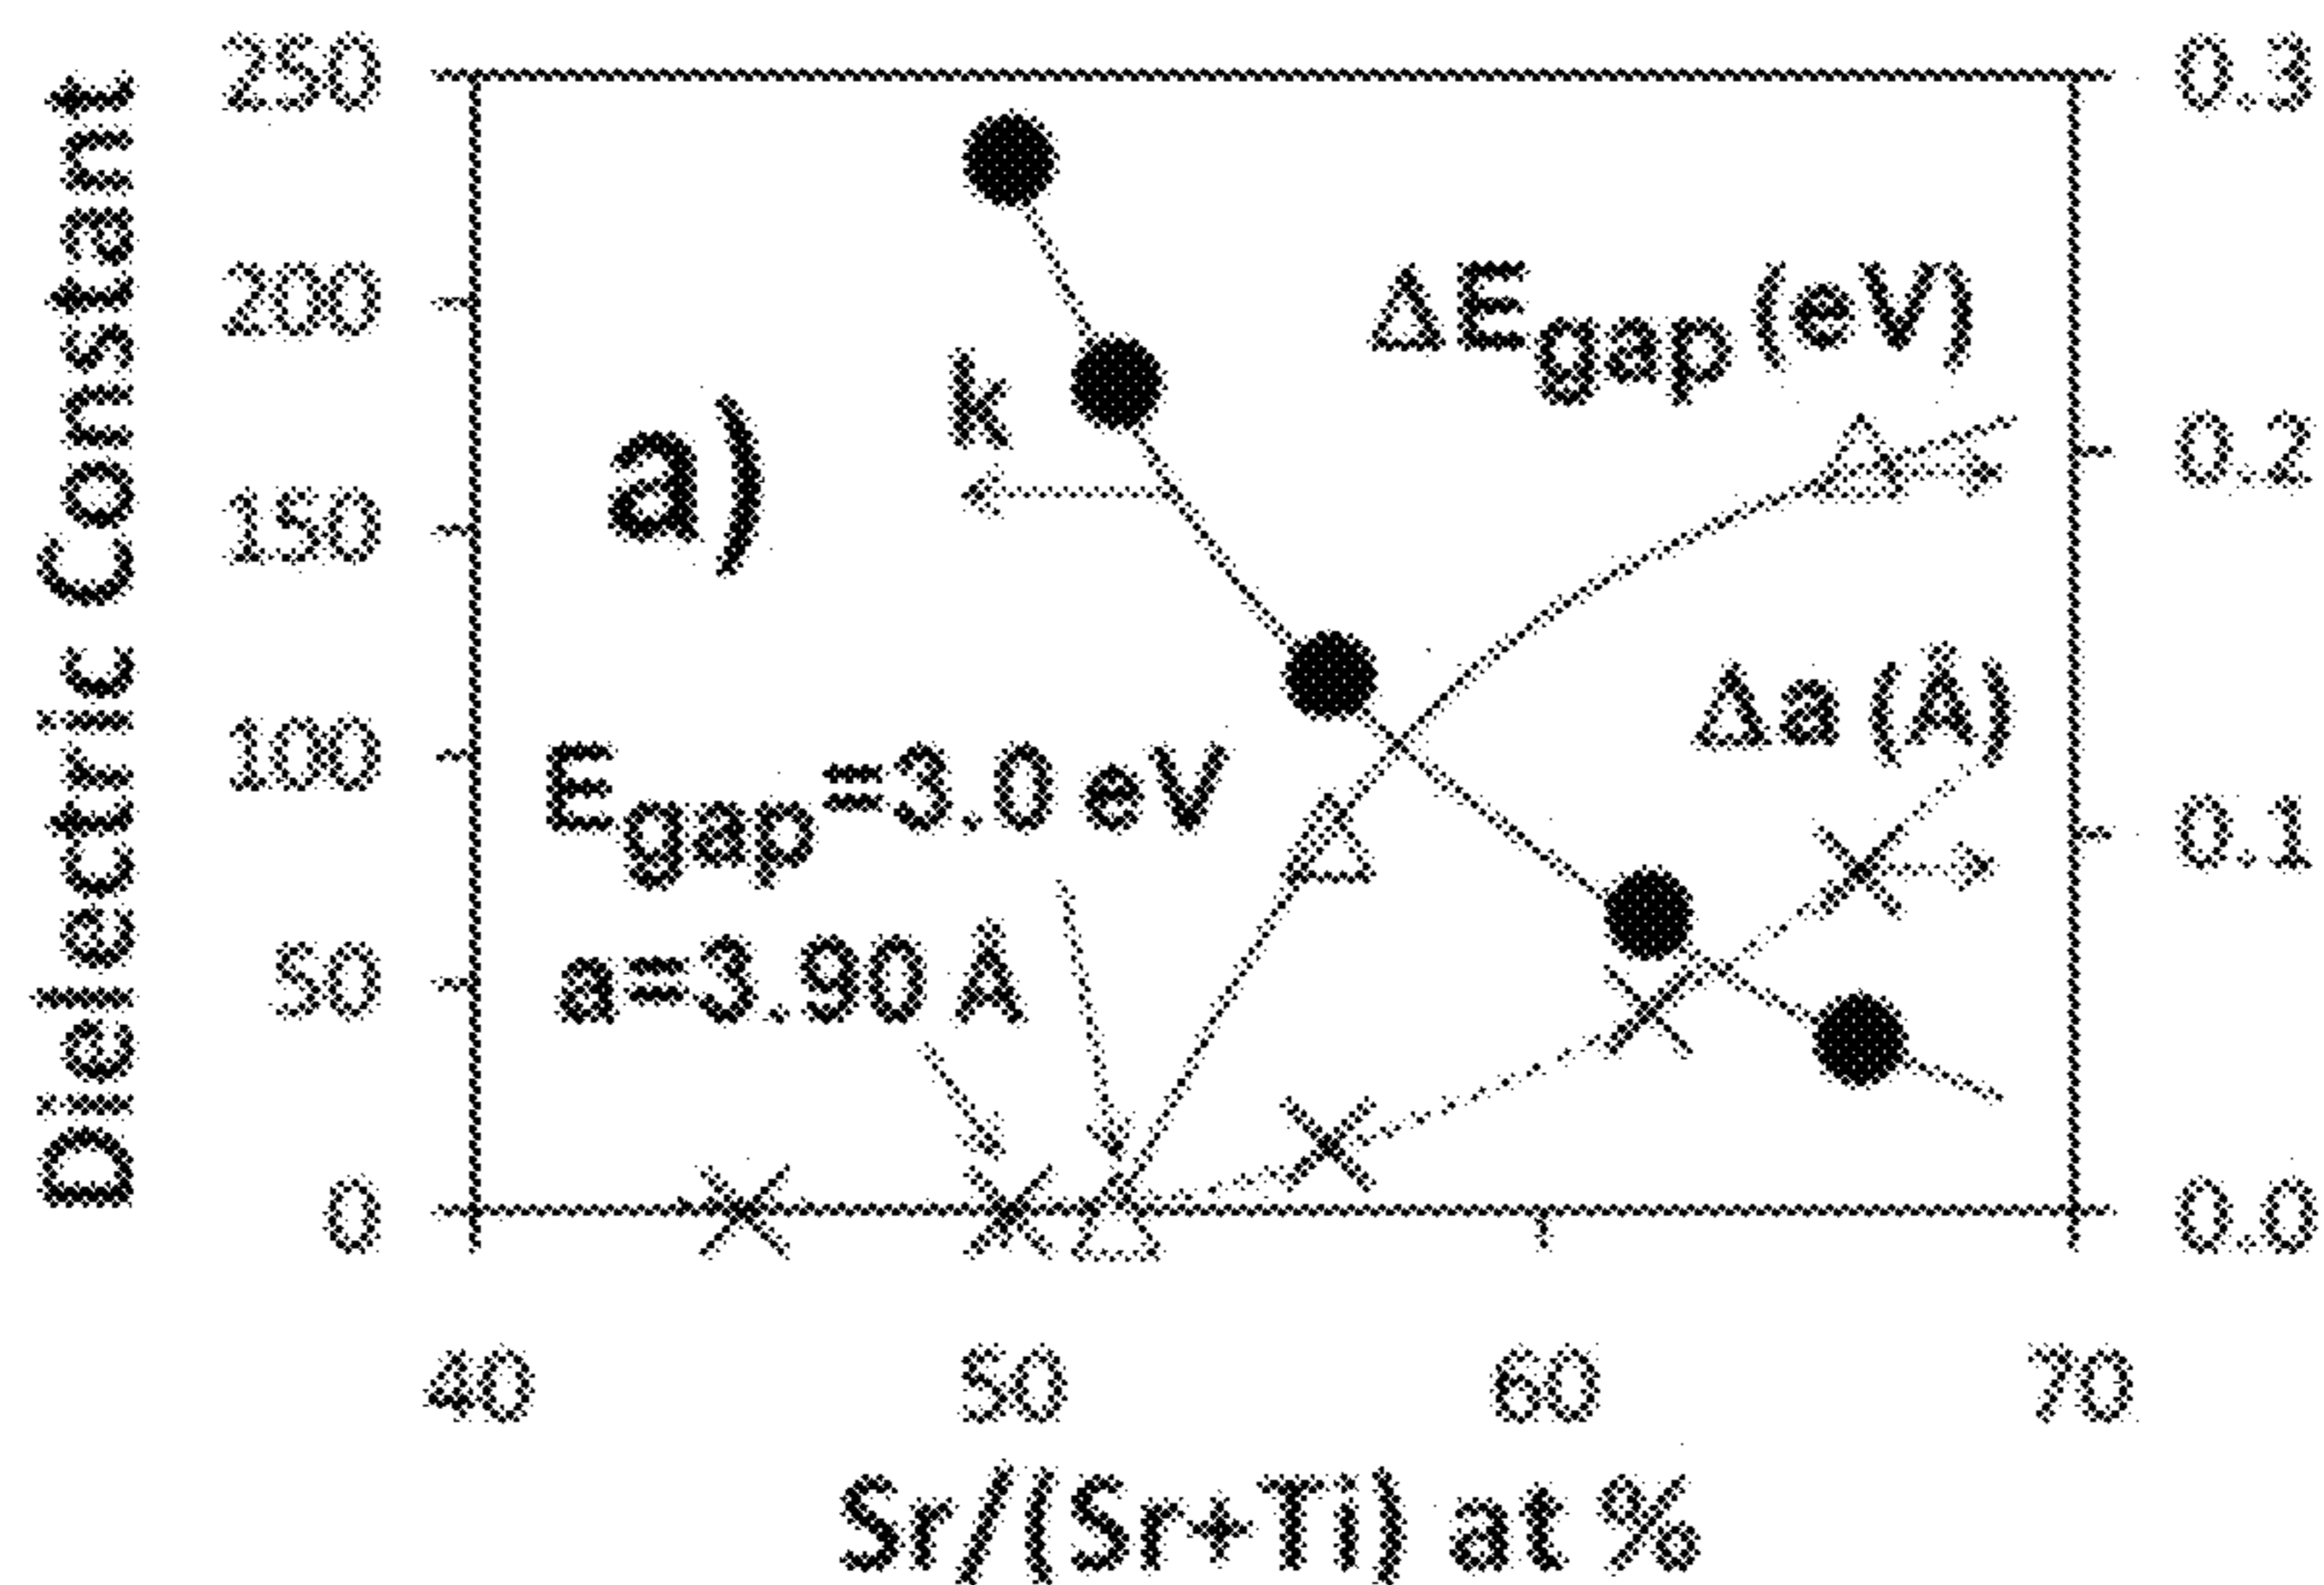 Dielectric Constant
250
200
150
100
50
0
a)
k
ΔEgap (eV)
Δa (Å)
Egap=3.0 eV
a=3.90 Å
0.3
0.2
0.1
0.0
40 50 60 70
Sr/(Sr+Ti) at %